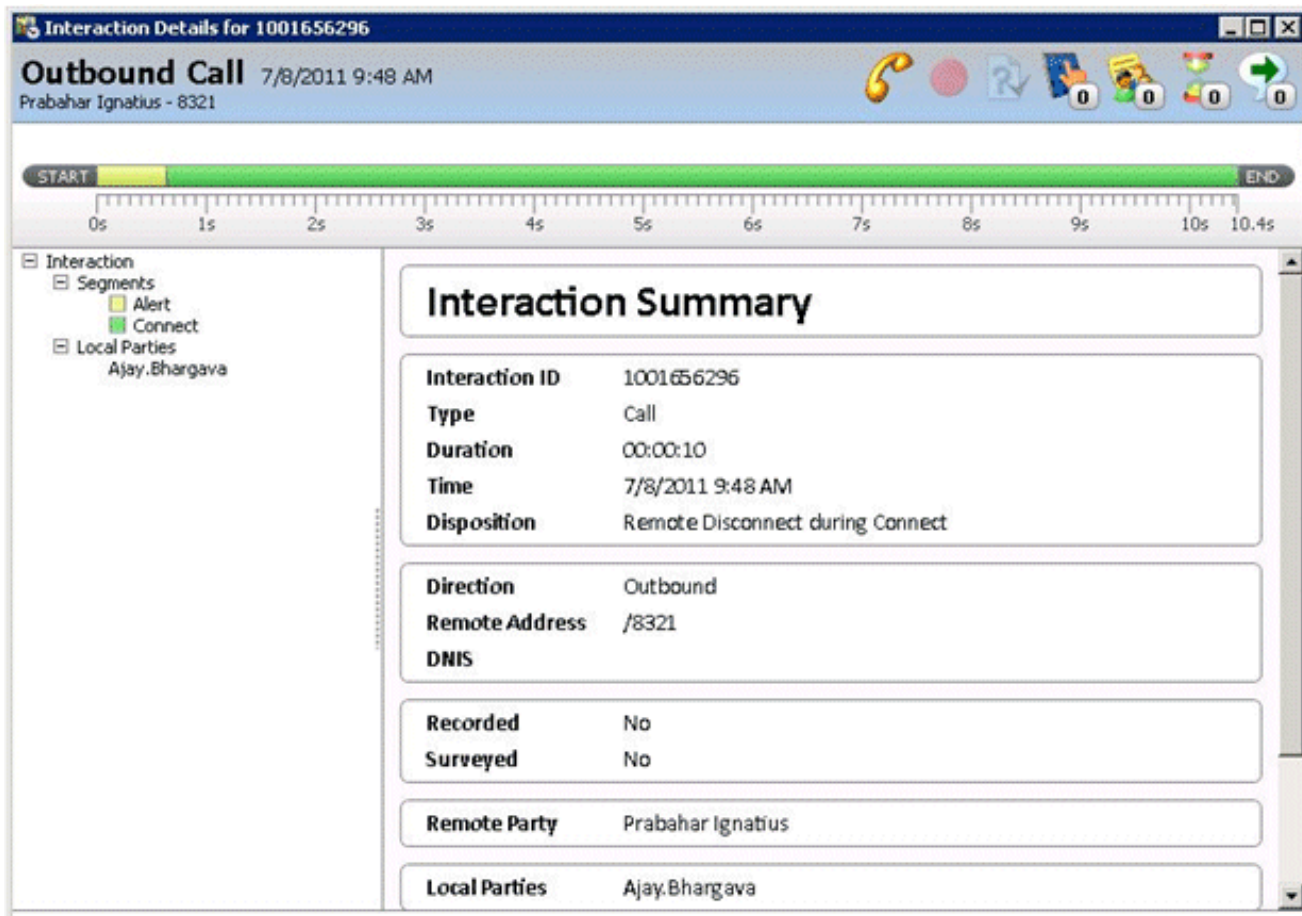 Interaction Details for 1001656296
Outbound Call 7/8/2011 9:48 AM
Prabahar Ignatius - 8321
0 0 0 0
START END
0s 1s 2s 3s 4s 5s 6s 7s 8s 9s 10s 10.4s
Interaction
Segments
Alert
Connect
Local Parties
Ajay.Bhargava
Interaction Summary
Interaction ID 1001656296
Type Call
Duration 00:00:10
Time 7/8/2011 9:48 AM
Disposition Remote Disconnect during Connect
Direction Outbound
Remote Address /8321
DNIS
Recorded No
Surveyed No
Remote Party Prabahar Ignatius
Local Parties Ajay.Bhargava